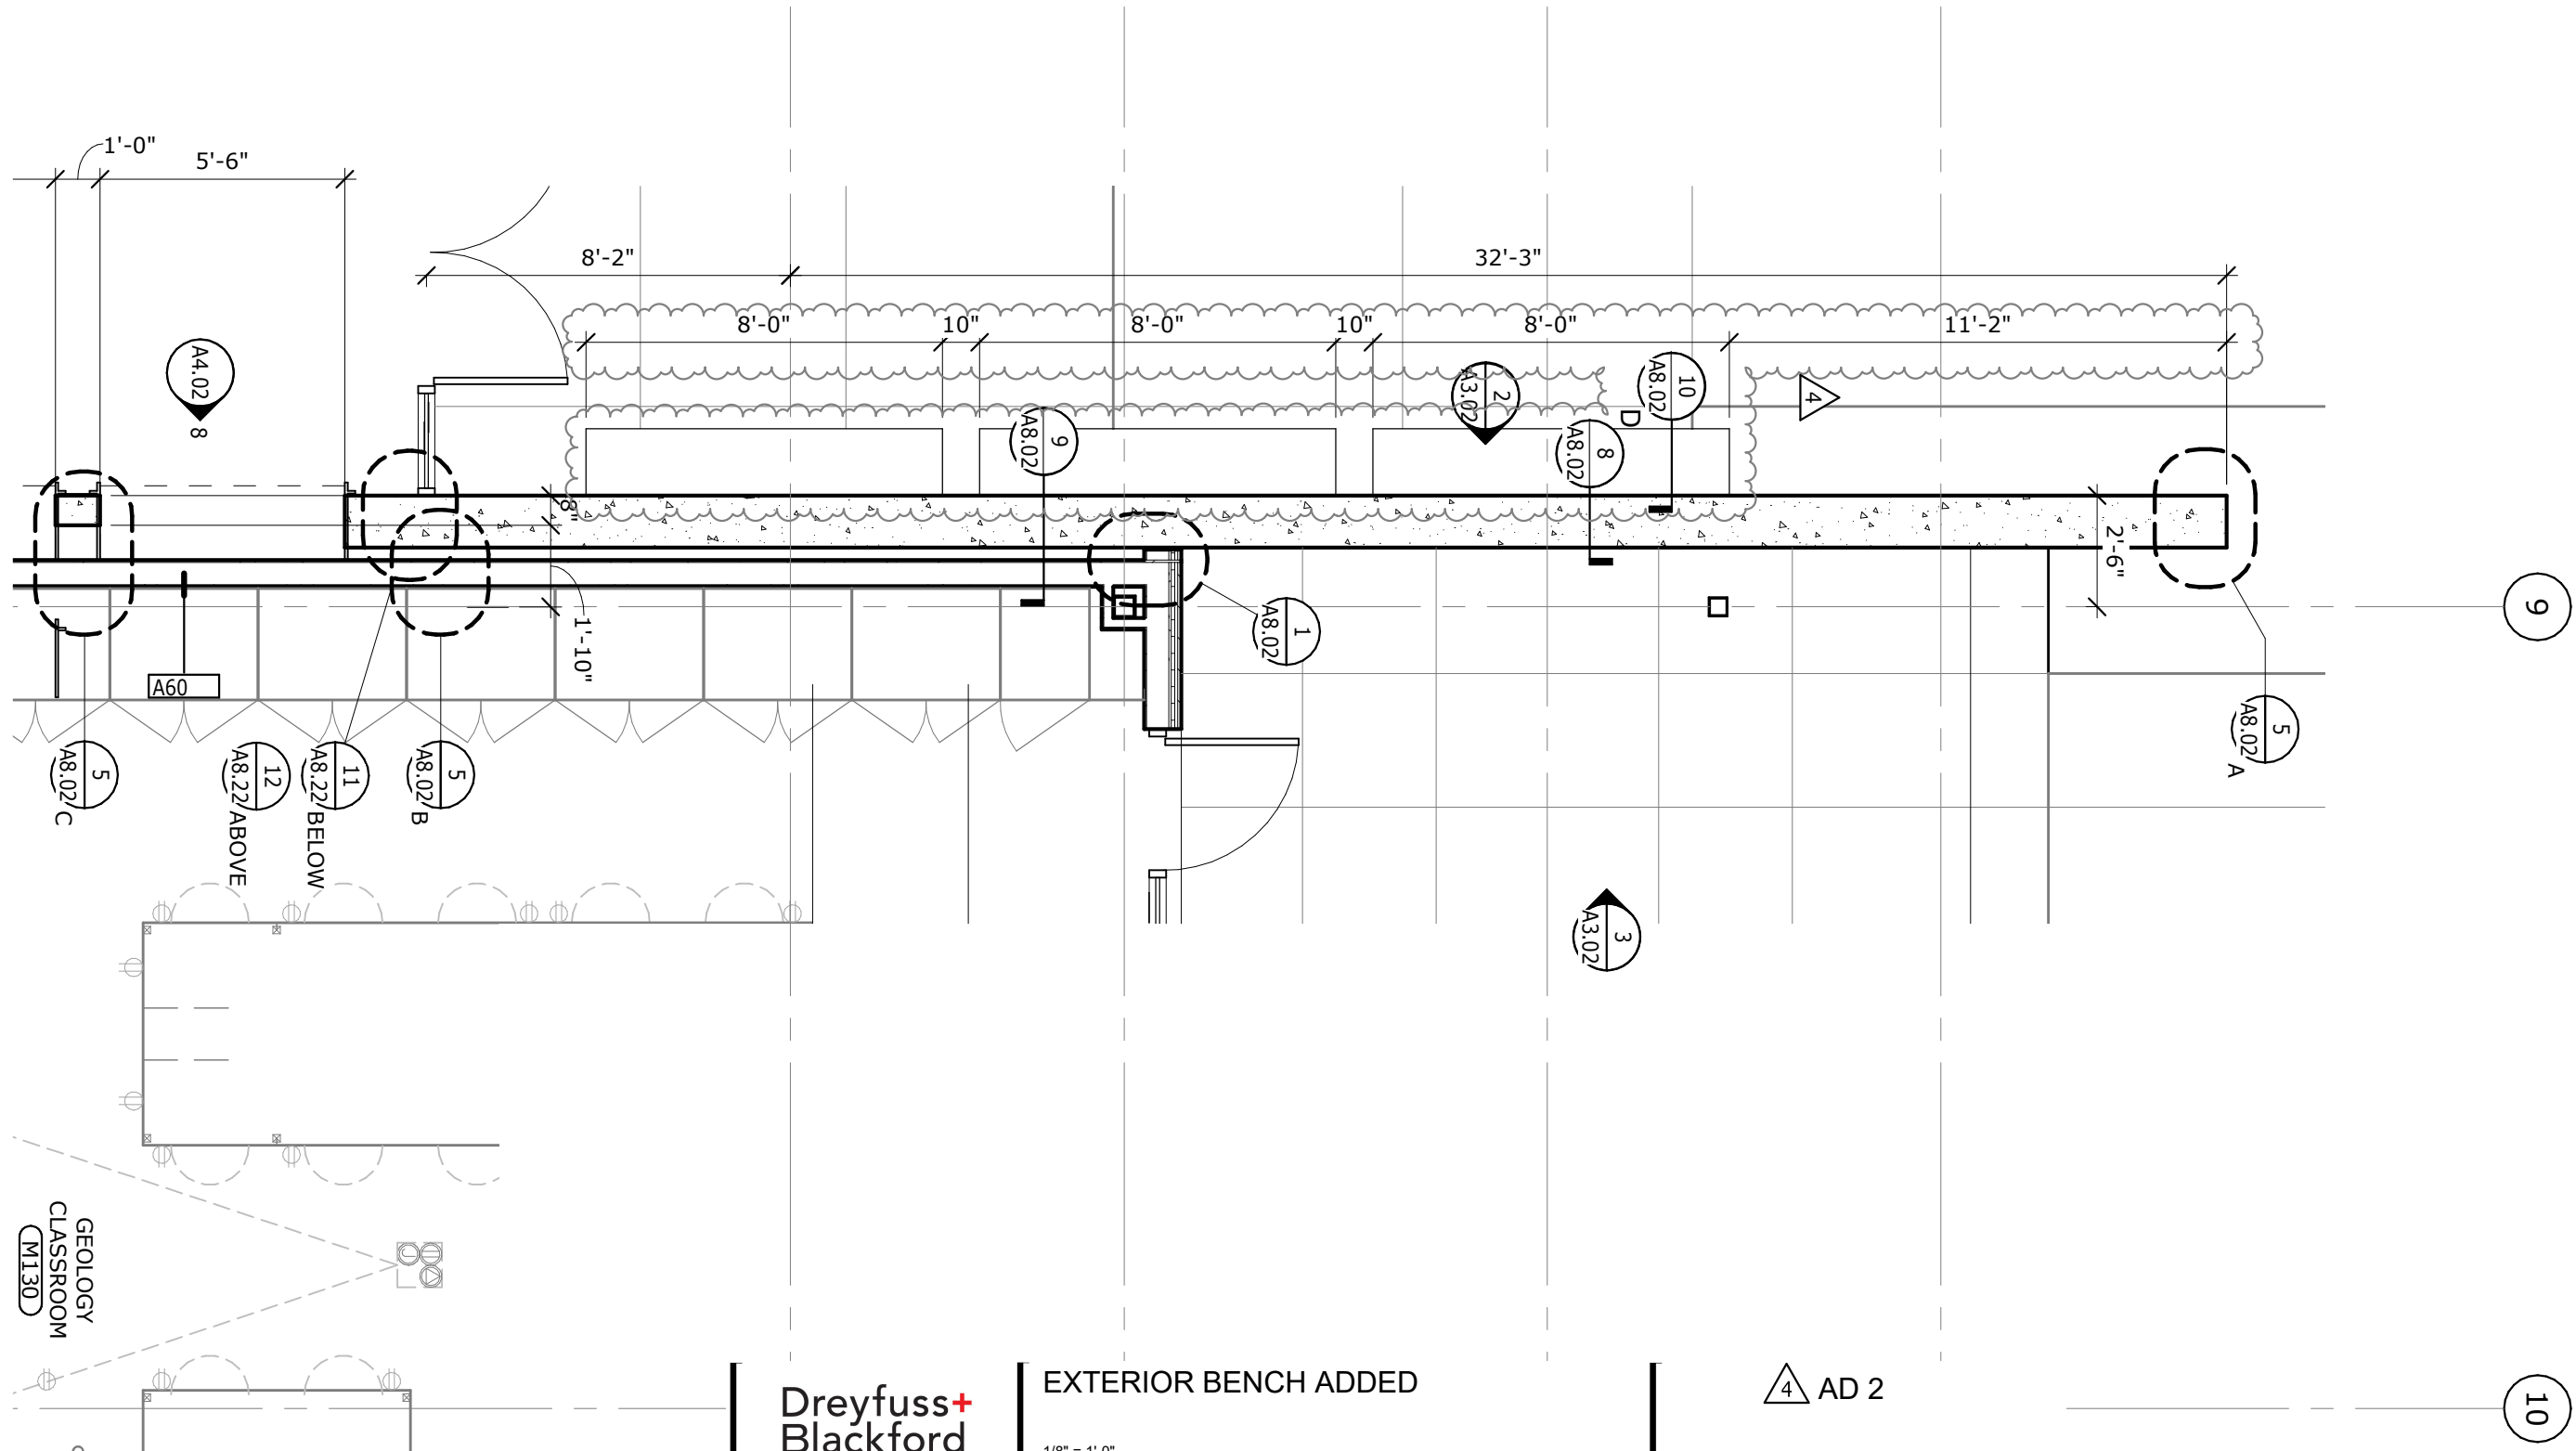 1'-0"
5'-6"
8'-2"
32'-3"
8'-0"
10"
8'-0"
10"
8'-0"
11'-2"
A4.02
8
2
A3.02
10
A8.02
D
4
9
A8.02
8
A8.02
8"
2'-6"
9
1'-10"
1
A8.02
A60
5
A8.02
A
5
A8.02
C
12
A8.22
ABOVE
11
A8.22
BELOW
5
A8.02
B
3
A3.02
GEOLOGY
CLASSROOM
M130
J
Dreyfuss+
Blackford
EXTERIOR BENCH ADDED
1/8" = 1'-0"
4 AD 2
10